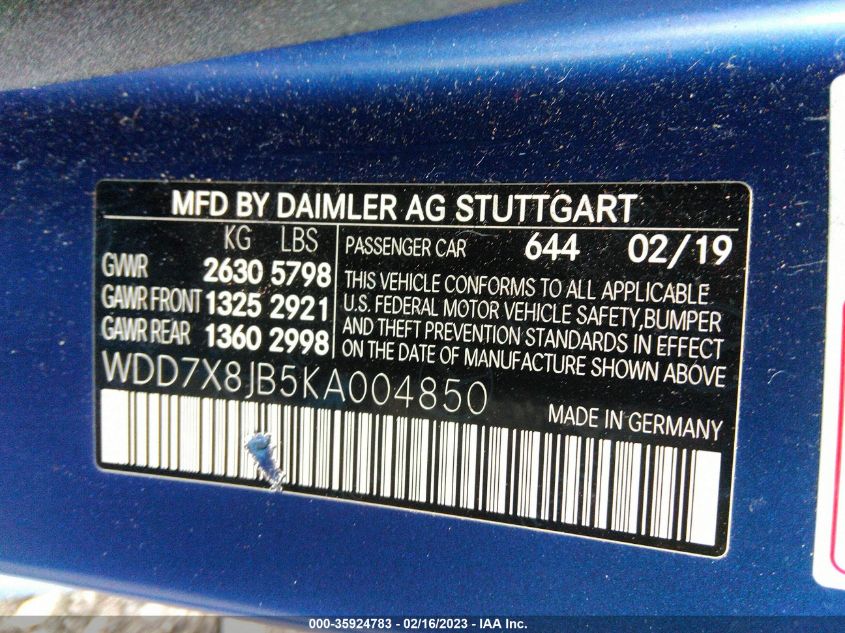 MFD BY DAIMLER AG STUTTGART
KG LBS
GVWR 2630 5798
GAWR FRONT 1325 2921
GAWR REAR 1360 2998
PASSENGER CAR 644 02/19
THIS VEHICLE CONFORMS TO ALL APPLICABLE
U.S. FEDERAL MOTOR VEHICLE SAFETY,BUMPER
AND THEFT PREVENTION STANDARDS IN EFFECT
ON THE DATE OF MANUFACTURE SHOWN ABOVE.
WDD7X8JB5KA004850
MADE IN GERMANY
000-35924783 - 02/16/2023 - IAA Inc.